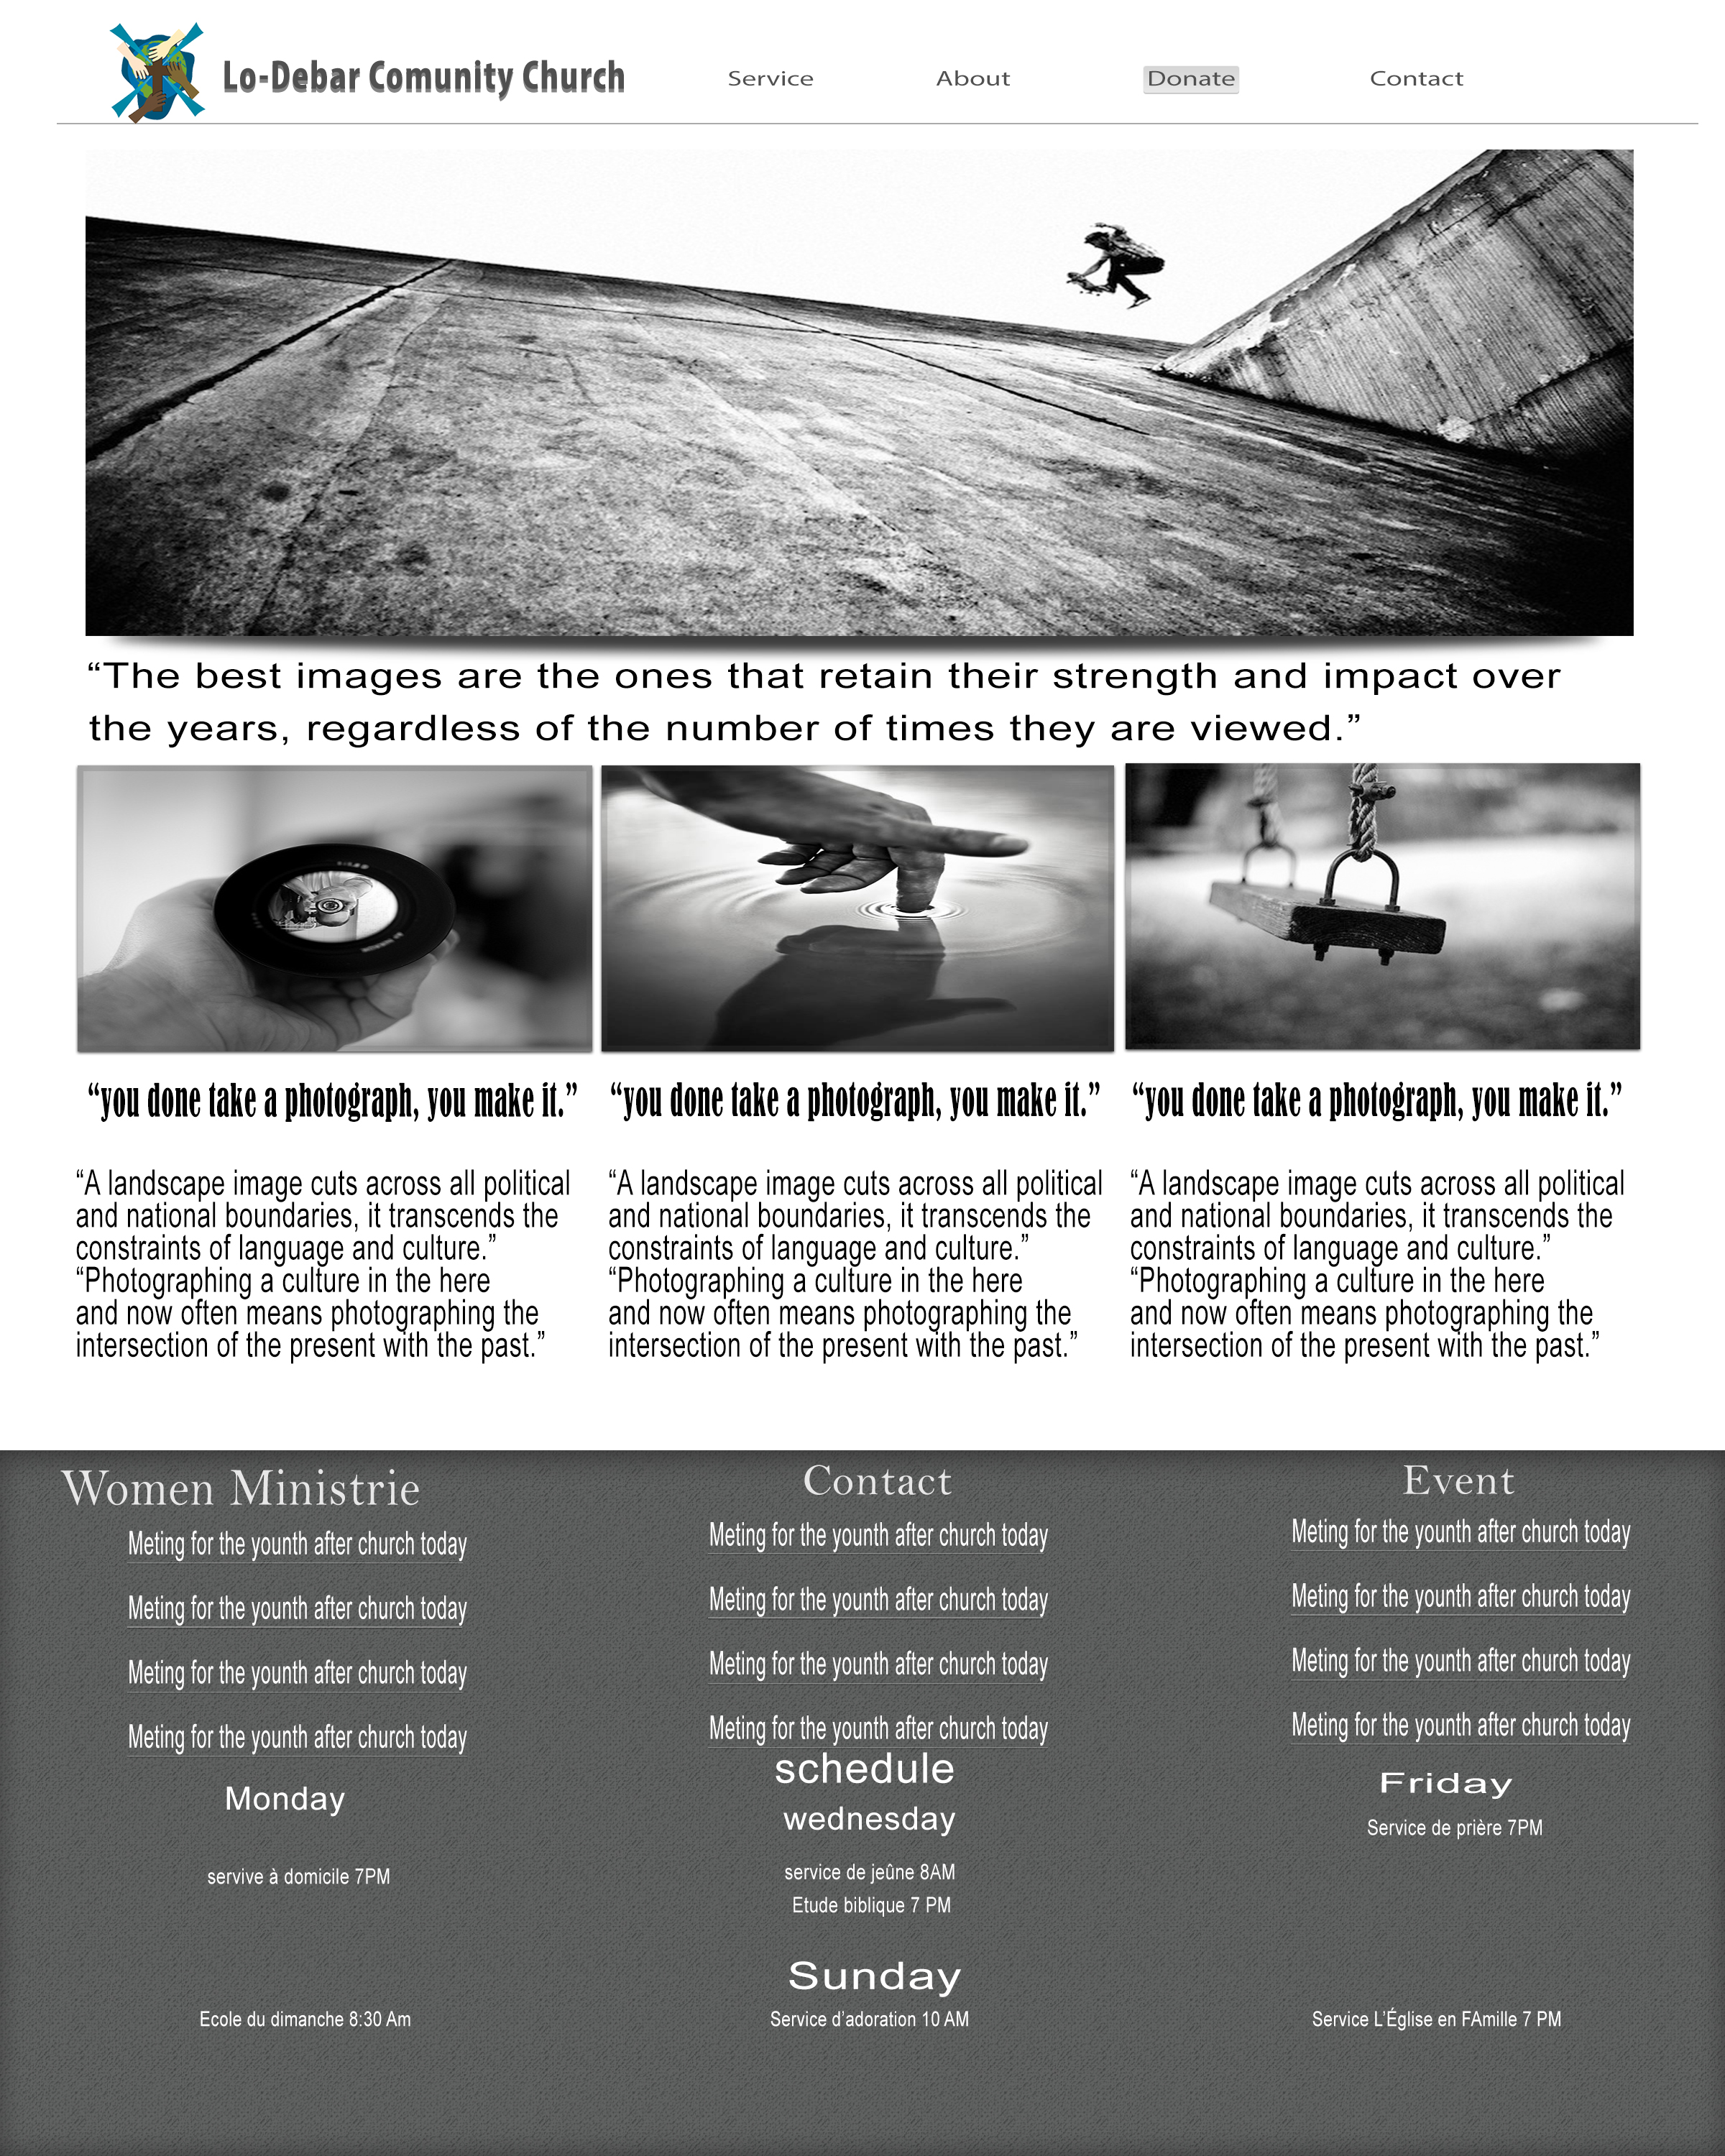 Lo-Debar Comunity Church
Service
About
Donate
Contact
“The best images are the ones that retain their strength and impact over
the years, regardless of the number of times they are viewed.”
“you done take a photograph, you make it.”
“A landscape image cuts across all political
and national boundaries, it transcends the
constraints of language and culture.”
“Photographing a culture in the here
and now often means photographing the
intersection of the present with the past.”
“you done take a photograph, you make it.”
“A landscape image cuts across all political
and national boundaries, it transcends the
constraints of language and culture.”
“Photographing a culture in the here
and now often means photographing the
intersection of the present with the past.”
“you done take a photograph, you make it.”
“A landscape image cuts across all political
and national boundaries, it transcends the
constraints of language and culture.”
“Photographing a culture in the here
and now often means photographing the
intersection of the present with the past.”
Women Ministrie
Meting for the younth after church today
Meting for the younth after church today
Meting for the younth after church today
Meting for the younth after church today
Contact
Meting for the younth after church today
Meting for the younth after church today
Meting for the younth after church today
Meting for the younth after church today
Event
Meting for the younth after church today
Meting for the younth after church today
Meting for the younth after church today
Meting for the younth after church today
schedule
Monday
servive à domicile 7PM
wednesday
service de jeûne 8AM
Etude biblique 7 PM
Friday
Service de prière 7PM
Sunday
Ecole du dimanche 8:30 Am
Service d’adoration 10 AM
Service L’Église en FAmille 7 PM